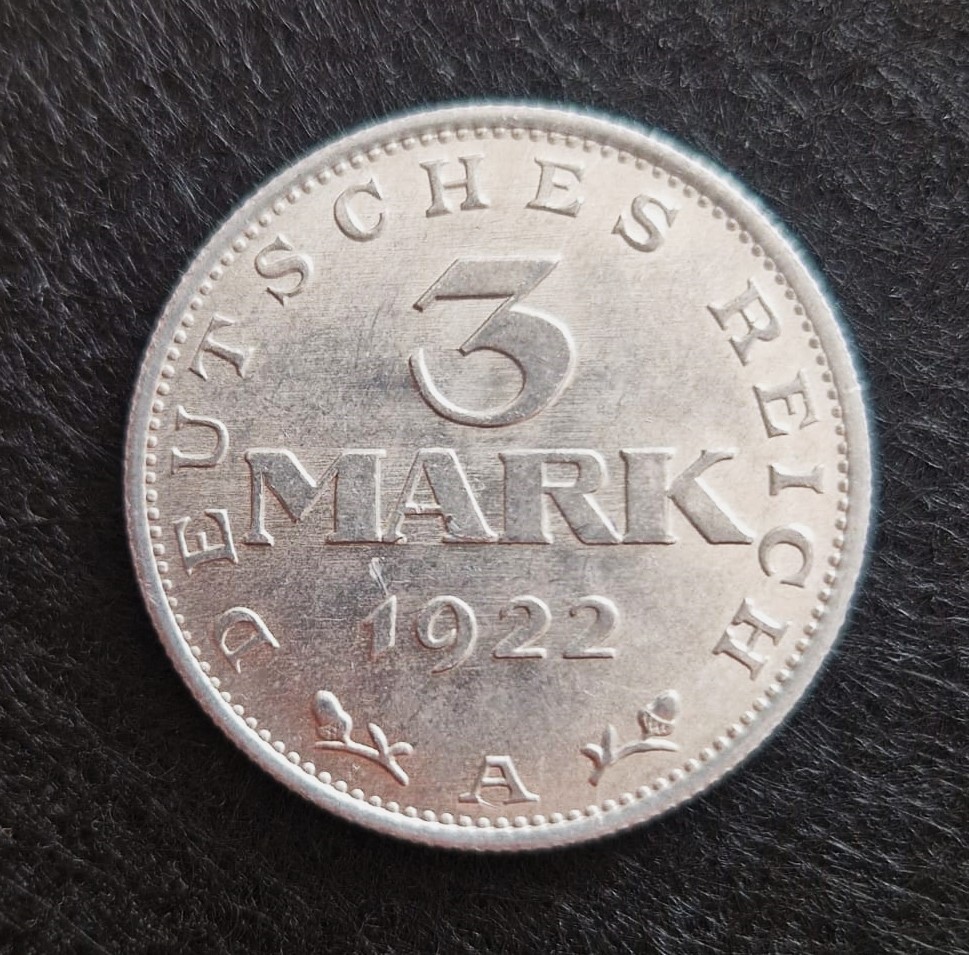 DEUTSCHES REICH
3
MARK
1922
A